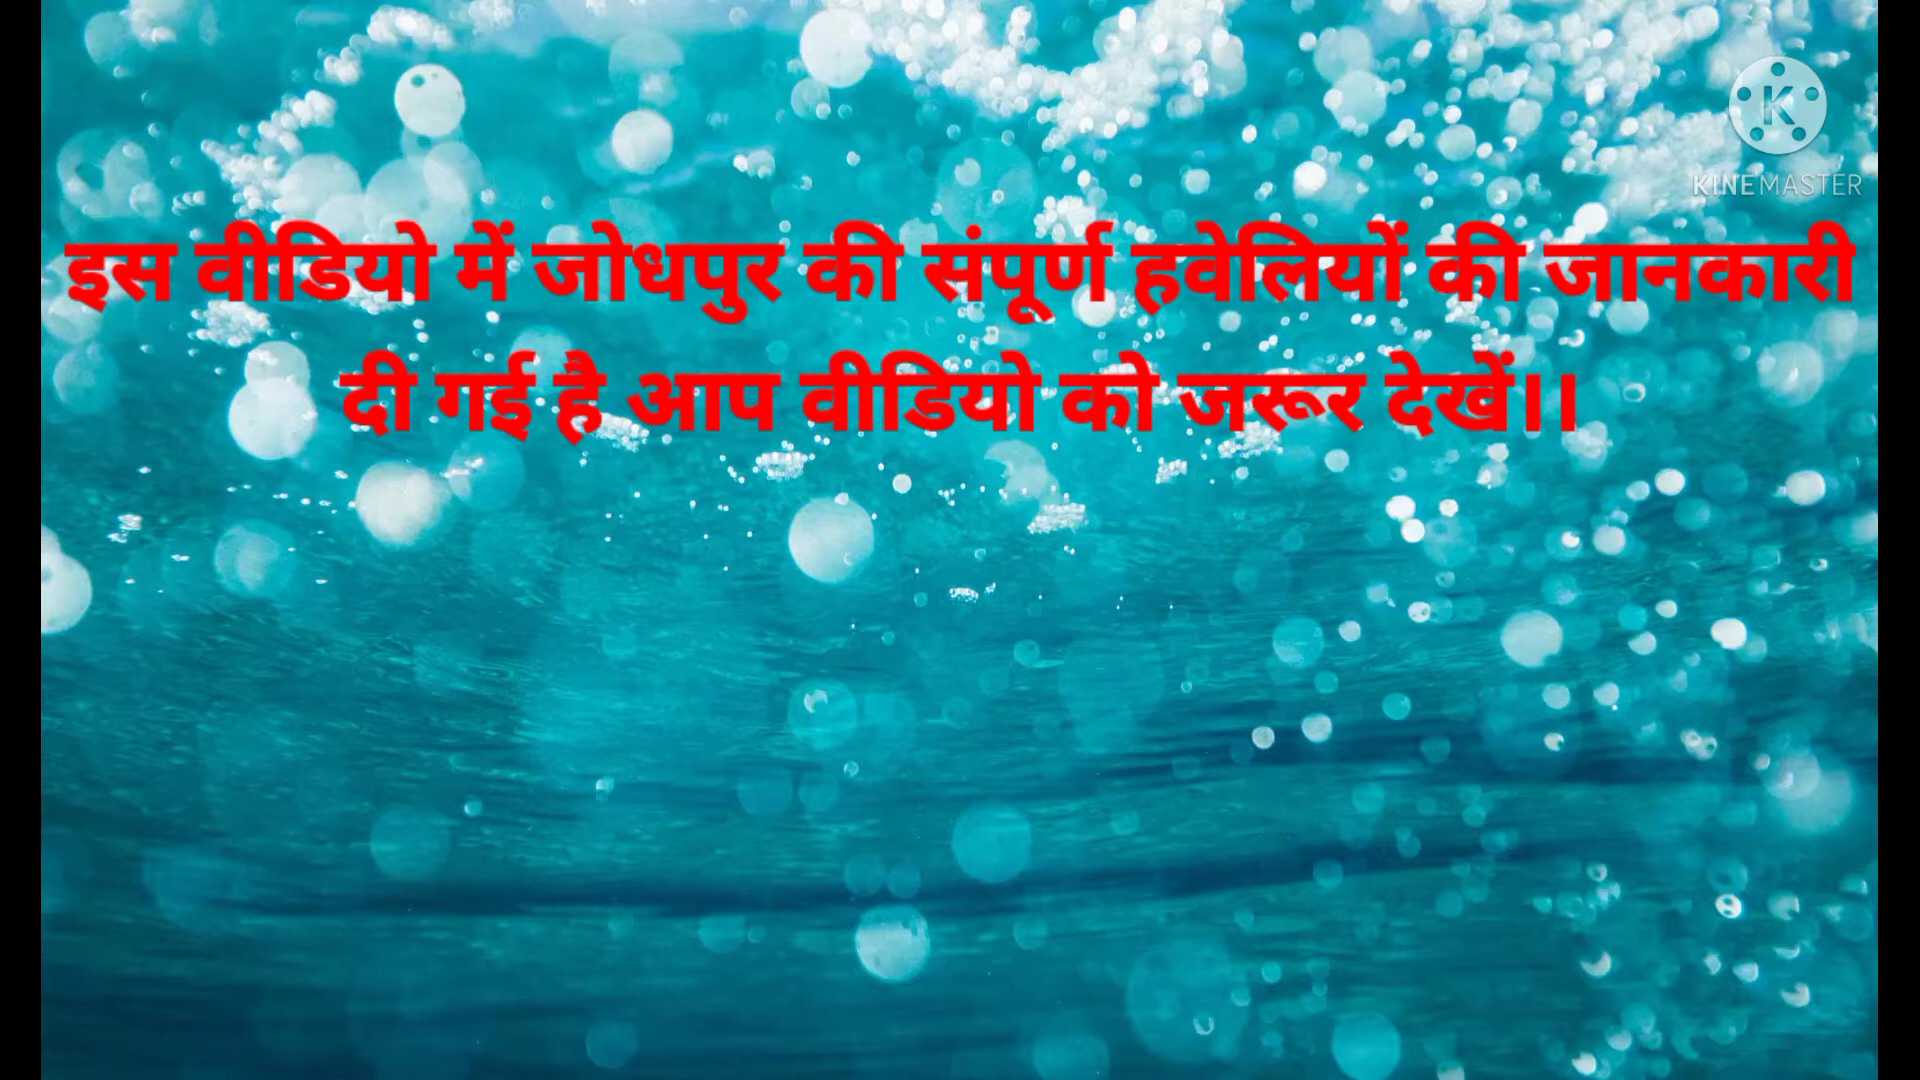 K
KINEMASTER
इस वीडियो में जोधपुर की संपूर्ण हवेलियों की जानकारी
दी गई है आप वीडियो को जरूर देखें।।